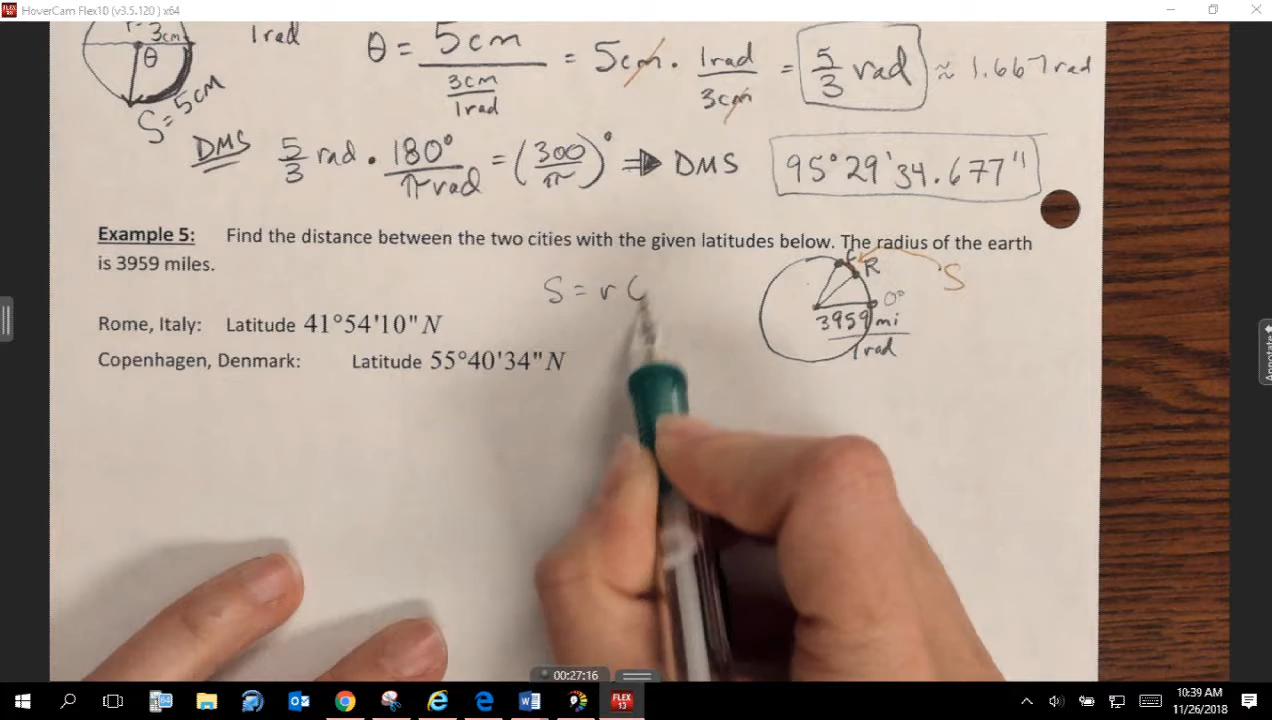 HoverCam Flex10 (v3.5.120) x64
3cm
1 rad
θ
S = 5cm
θ = 5cm / 3cm/1rad = 5cm · 1rad/3cm = 5/3 rad ≈ 1.667 rad
DMS 5/3 rad · 180°/π rad = (300/π)° ⇒ DMS 95°29'34.677"
Example 5: Find the distance between the two cities with the given latitudes below. The radius of the earth
is 3959 miles.
S = r (
R
0°
S
3959 mi
1rad
Rome, Italy: Latitude 41°54'10" N
Copenhagen, Denmark: Latitude 55°40'34" N
Annotate
00:27:16
FLEX
13
10:39 AM
11/26/2018